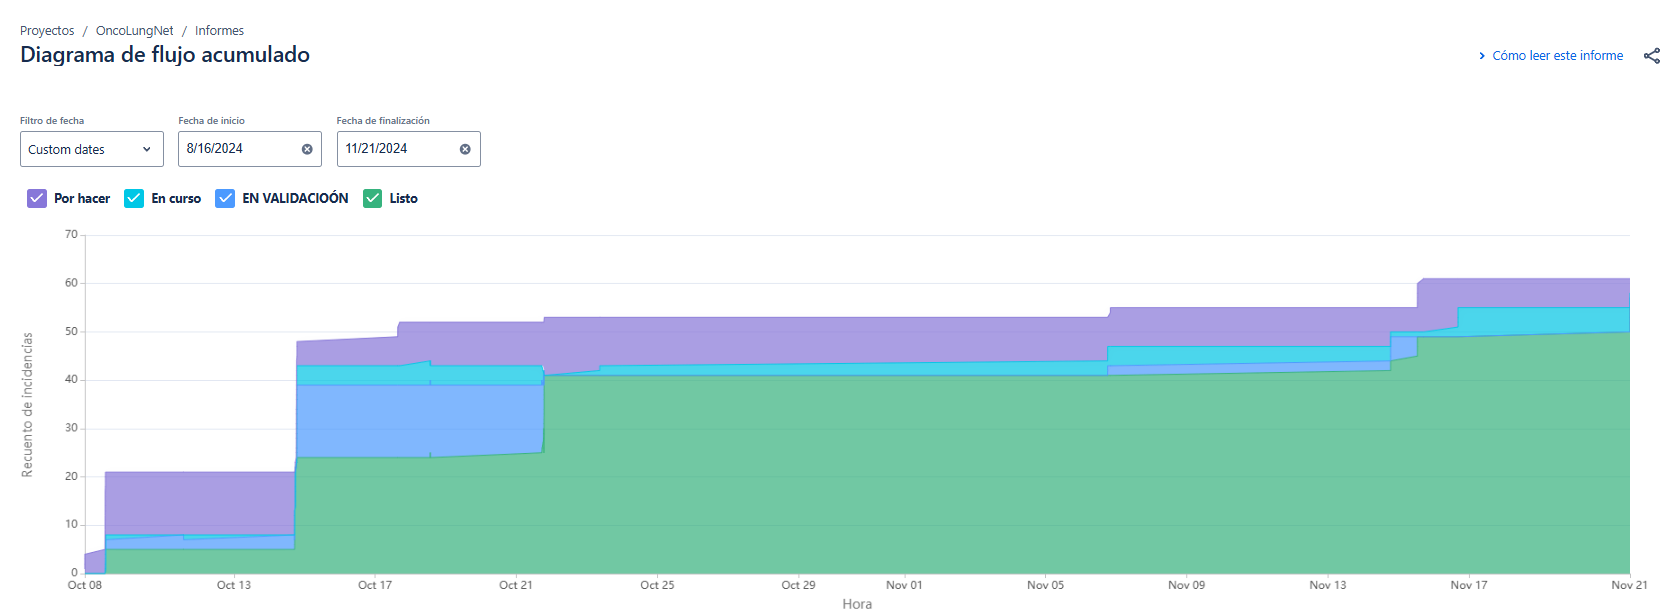 Proyectos / OncoLungNet / Informes
Diagrama de flujo acumulado
Cómo leer este informe
Filtro de fecha Fecha de inicio Fecha de finalización
Custom dates 8/16/2024 11/21/2024
Por hacer En curso EN VALIDACIOÓN Listo
70
60
50
40
30
20
10
0
Recuento de incidencias
Oct 08 Oct 13 Oct 17 Oct 21 Oct 25 Oct 29 Nov 01 Nov 05 Nov 09 Nov 13 Nov 17 Nov 21
Hora